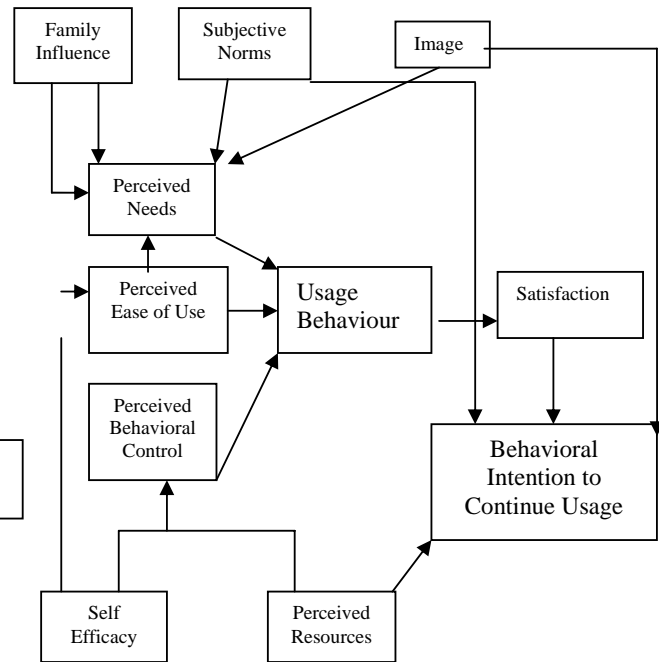 Family
Influence
Subjective
Norms
Image
Perceived
Needs
Perceived
Ease of Use
Usage
Behaviour
Satisfaction
Perceived
Behavioral
Control
Behavioral
Intention to
Continue Usage
Self
Efficacy
Perceived
Resources